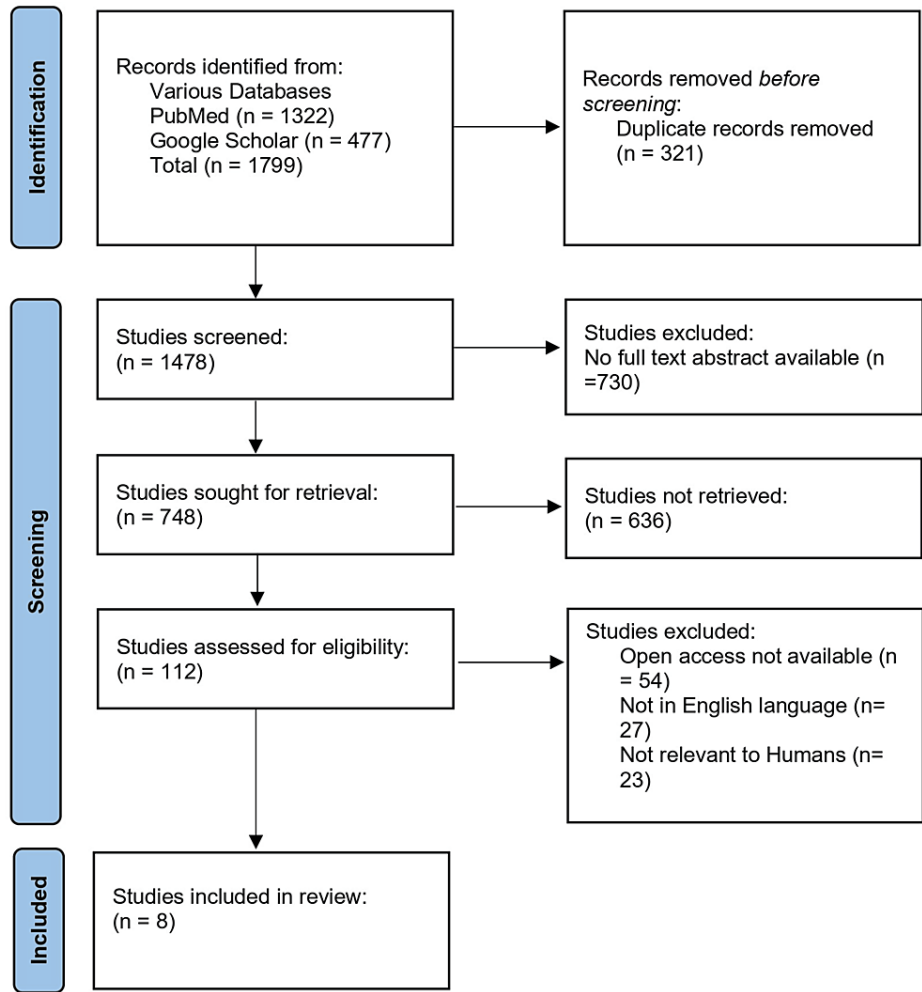 Identification
Records identified from:
Various Databases
PubMed (n = 1322)
Google Scholar (n = 477)
Total (n = 1799)
Records removed before
screening:
Duplicate records removed
(n = 321)
Screening
Studies screened:
(n = 1478)
Studies excluded:
No full text abstract available (n
=730)
Studies sought for retrieval:
(n = 748)
Studies not retrieved:
(n = 636)
Studies assessed for eligibility:
(n = 112)
Studies excluded:
Open access not available (n
= 54)
Not in English language (n=
27)
Not relevant to Humans (n=
23)
Included
Studies included in review:
(n = 8)